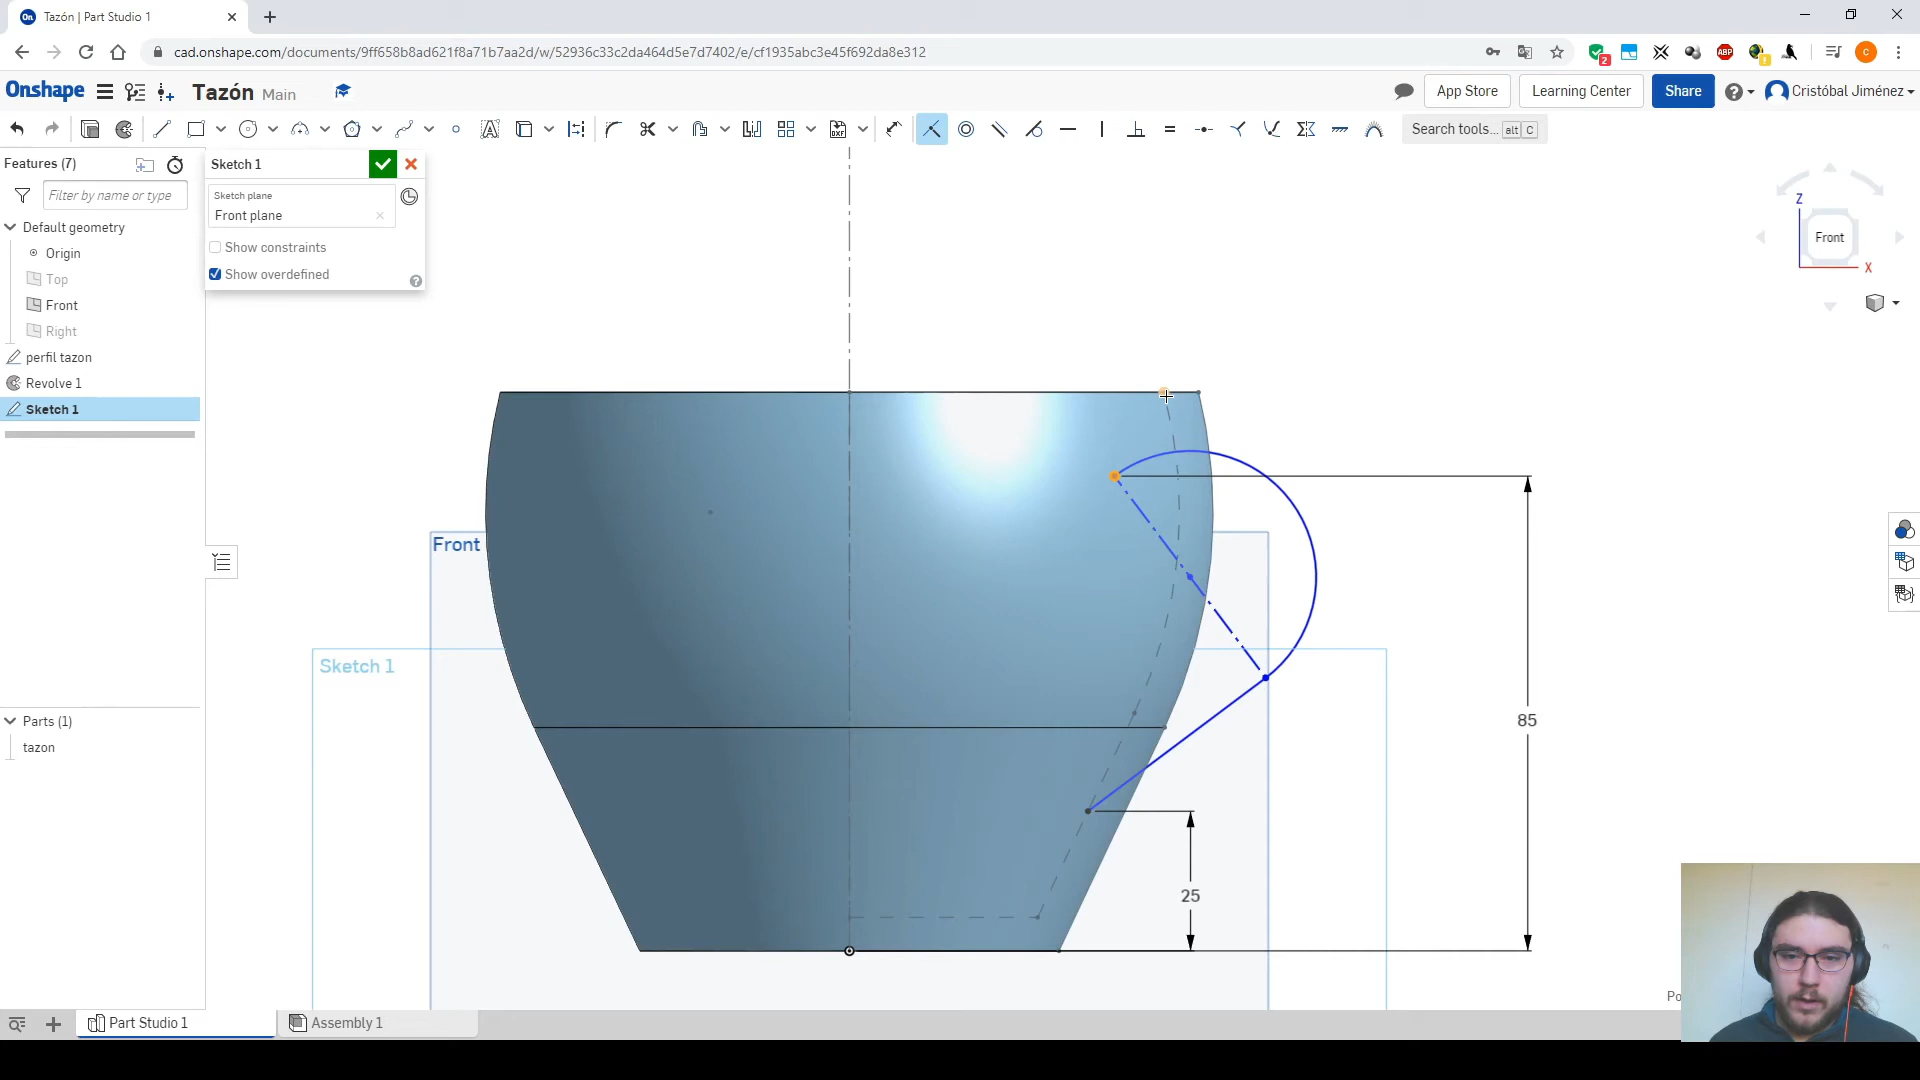 Tazón | Part Studio 1
cad.onshape.com/documents/9ff658b8ad621f8a71b7aa2d/w/52936c33c2da464d5e7d7402/e/cf1935abc3e45f692da8e312
2
ABP
C
Onshape
Tazón Main
App Store
Learning Center
Share
Cristóbal Jiménez
DXF
Search tools... alt C
Features (7)
Filter by name or type
Default geometry
Origin
Top
Front
Right
perfil tazon
Revolve 1
Sketch 1
Sketch 1
Sketch plane
Front plane
Show constraints
Show overdefined
Z
Front
X
Front
Sketch 1
85
25
Parts (1)
tazon
Part Studio 1
Assembly 1